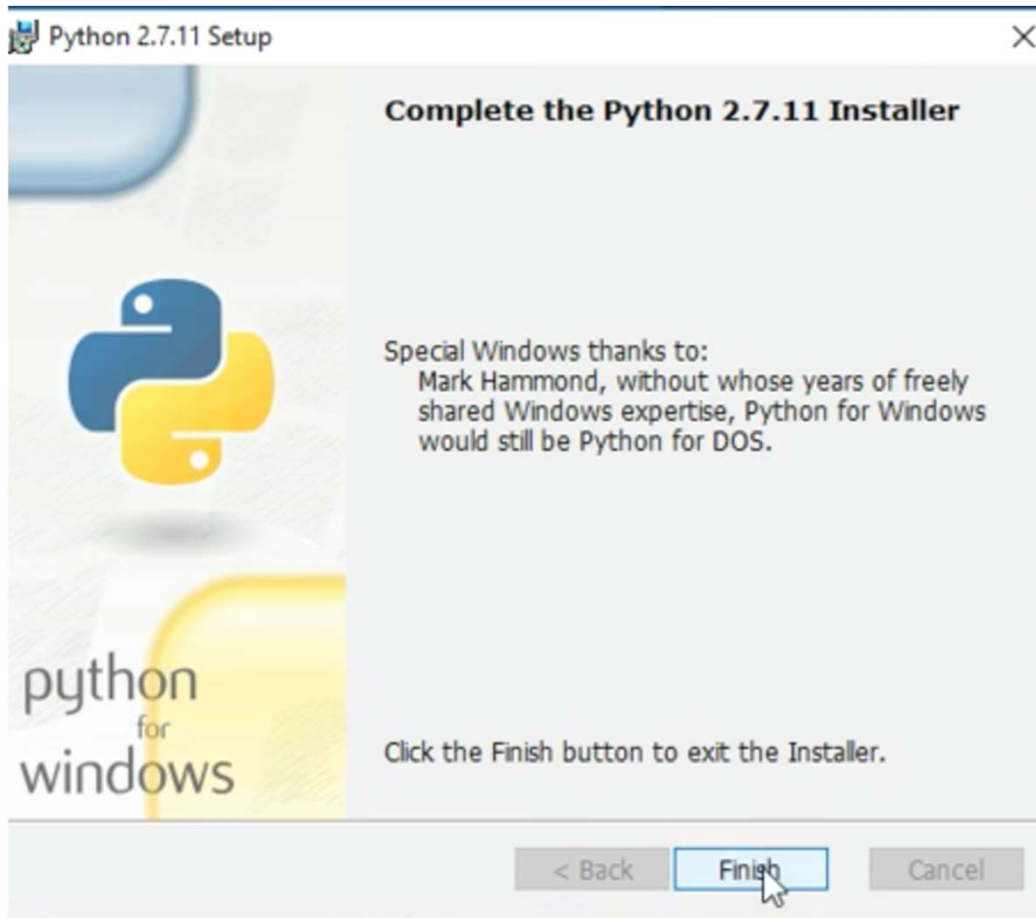 Python 2.7.11 Setup
Complete the Python 2.7.11 Installer
Special Windows thanks to:
Mark Hammond, without whose years of freely
shared Windows expertise, Python for Windows
would still be Python for DOS.
python
for
windows
Click the Finish button to exit the Installer.
< Back
Finish
Cancel